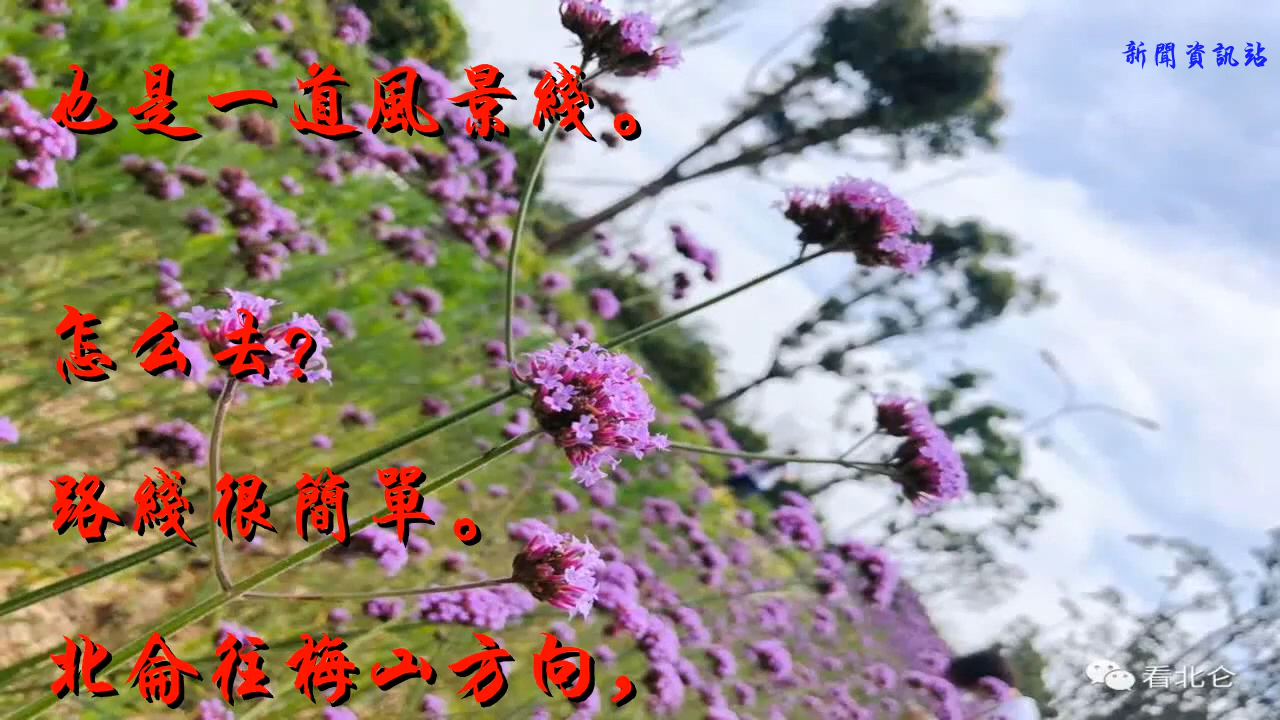 新聞資訊站
也是一道風景綫。
怎么去?
路綫很簡單。
北侖往梅山方向,
看北仑